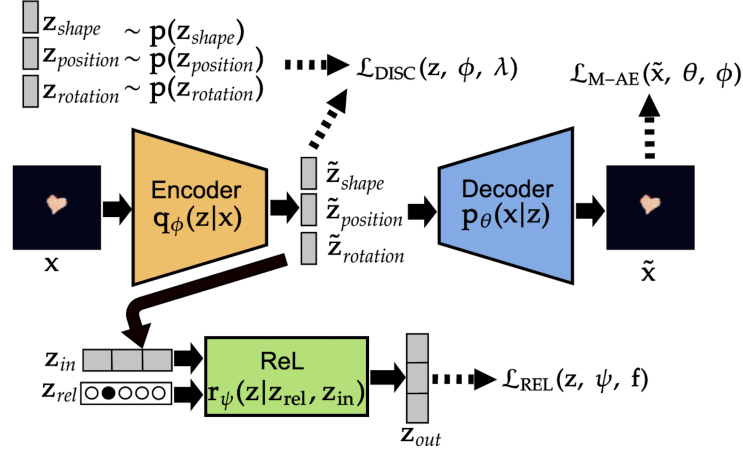 z_shape ~ p(z_shape)
z_position ~ p(z_position)
z_rotation ~ p(z_rotation)
ℒ_DISC(z, ϕ, λ)
ℒ_M−AE(x̃, θ, ϕ)
x
Encoder
q_ϕ(z|x)
z̃_shape
z̃_position
z̃_rotation
Decoder
p_θ(x|z)
x̃
z_in
z_rel
ReL
r_ψ(z|z_rel, z_in)
z_out
ℒ_REL(z, ψ, f)